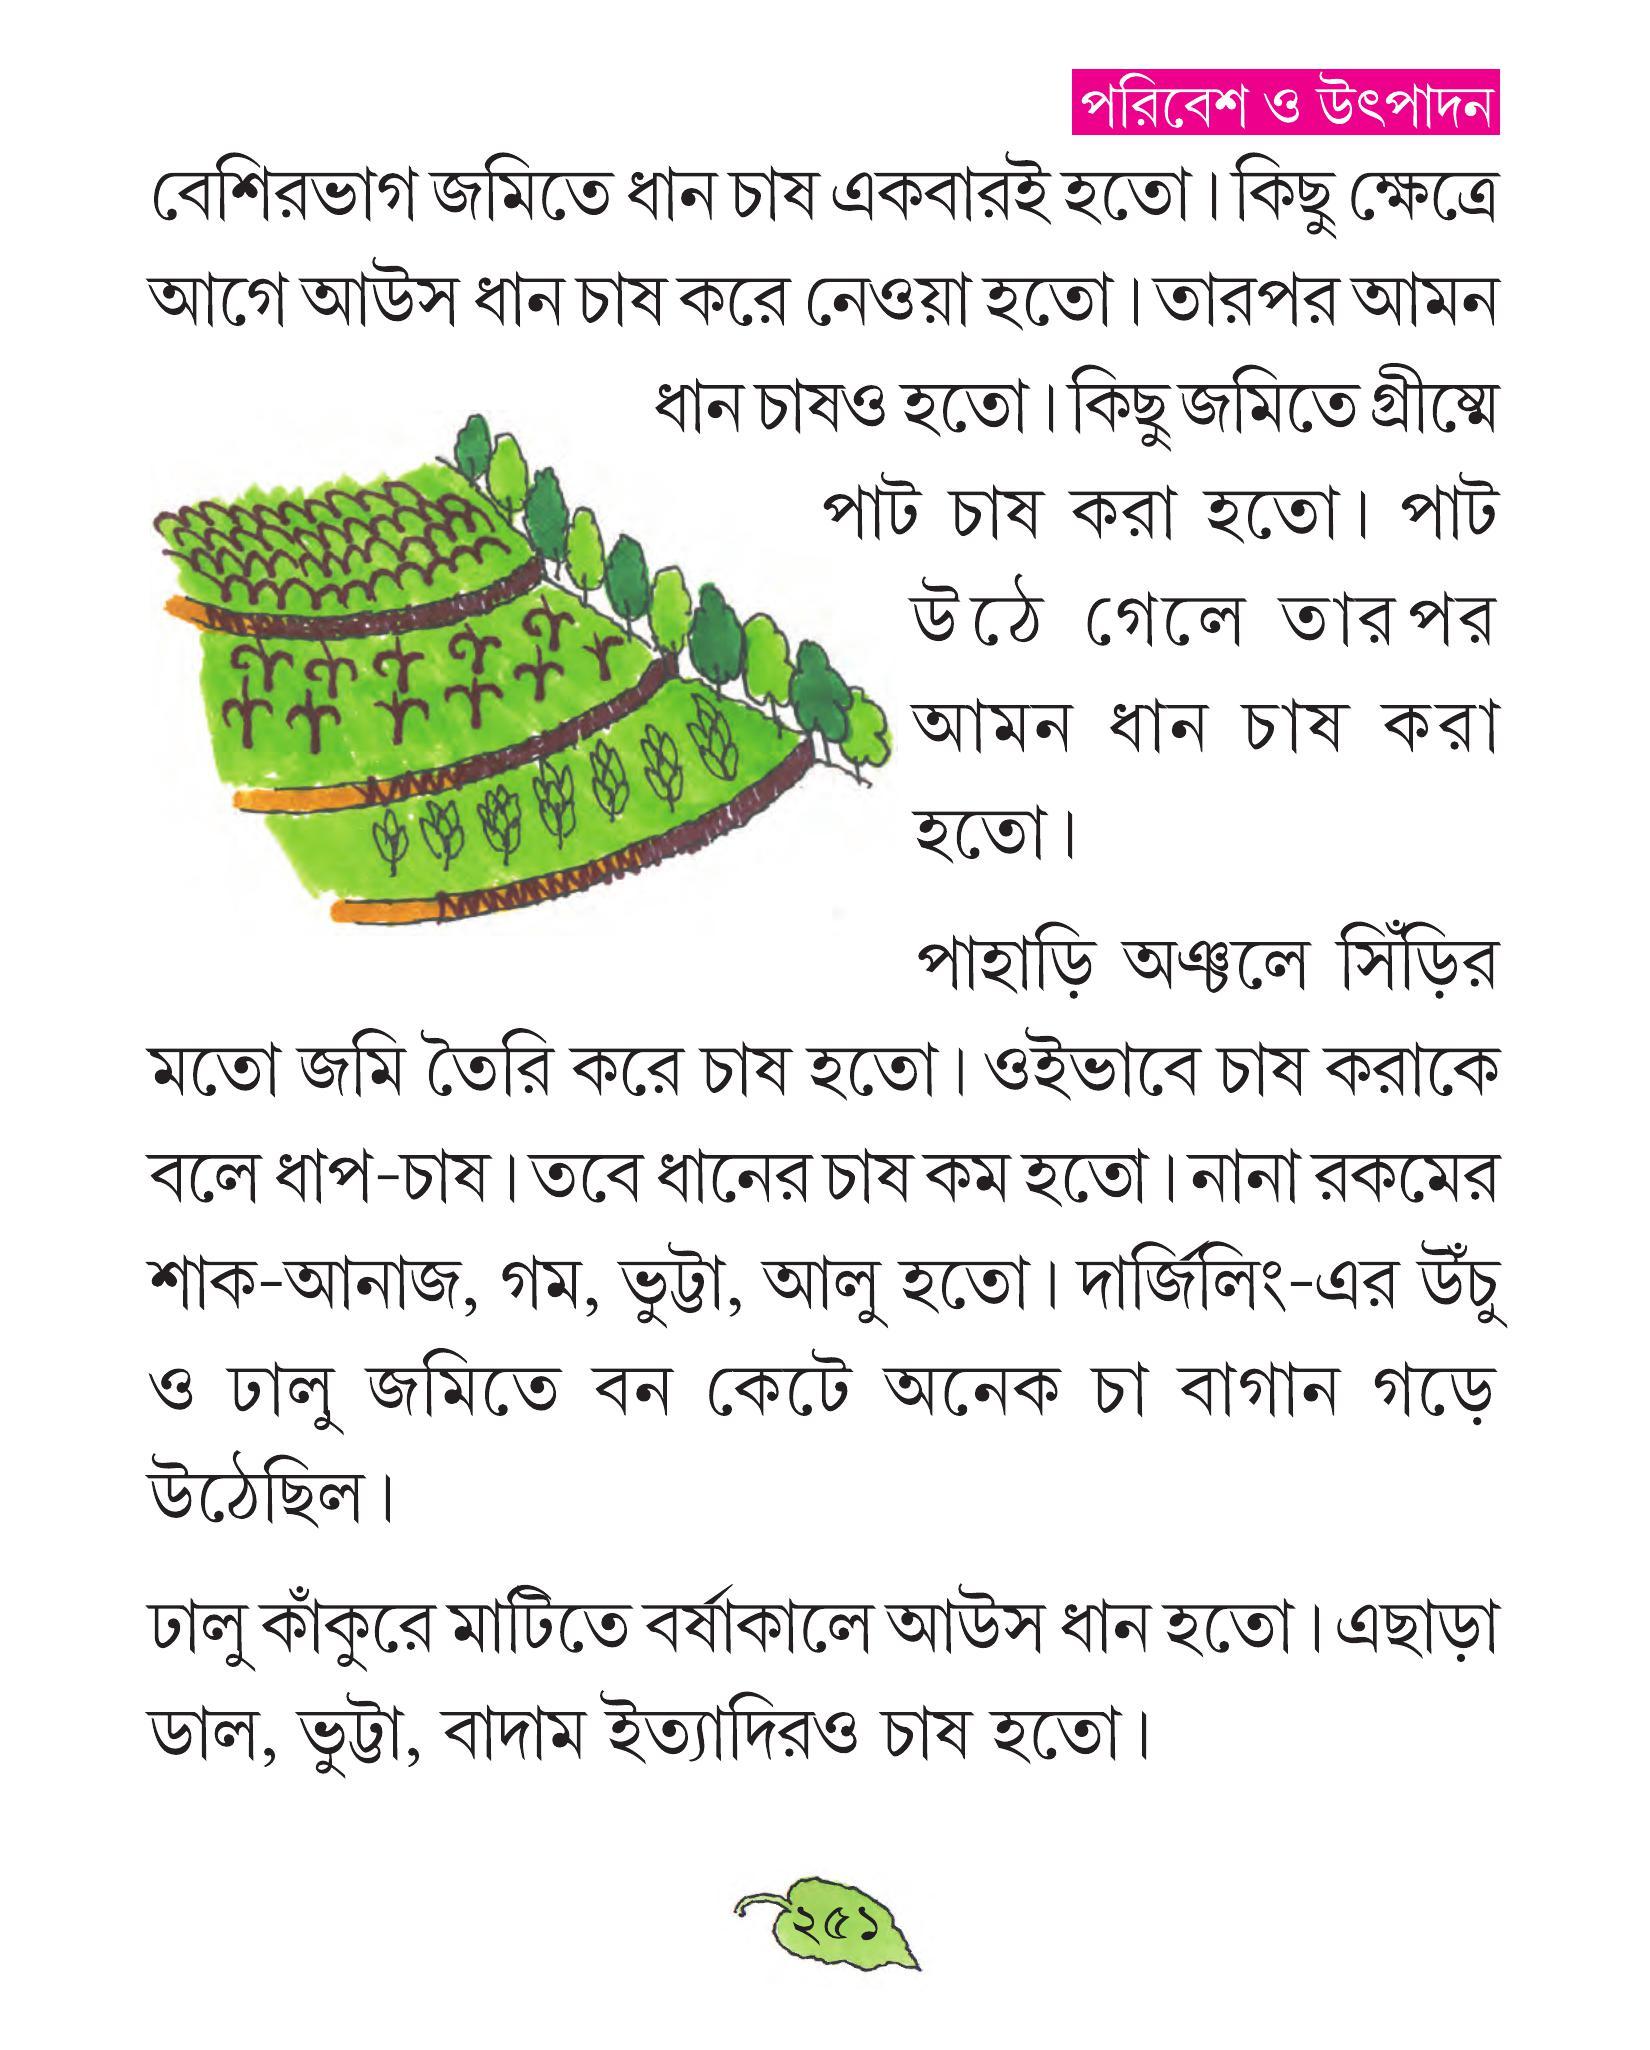 পরিবেশ ও উৎপাদন
বেশিরভাগ জমিতে ধান চাষ একবারই হতো। কিছু ক্ষেত্রে
আগে আউস ধান চাষ করে নেওয়া হতো। তারপর আমন
ধান চাষও হতো। কিছু জমিতে গ্রীষ্মে
পাট চাষ করা হতো। পাট
উঠে গেলে তারপর
আমন ধান চাষ করা
হতো।
পাহাড়ি অঞ্চলে সিঁড়ির
মতো জমি তৈরি করে চাষ হতো। ওইভাবে চাষ করাকে
বলে ধাপ-চাষ। তবে ধানের চাষ কম হতো। নানা রকমের
শাক-আনাজ, গম, ভুট্টা, আলু হতো। দার্জিলিং-এর উঁচু
ও ঢালু জমিতে বন কেটে অনেক চা বাগান গড়ে
উঠেছিল।
ঢালু কাঁকুরে মাটিতে বর্ষাকালে আউস ধান হতো। এছাড়া
ডাল, ভুট্টা, বাদাম ইত্যাদিরও চাষ হতো।
২৫১